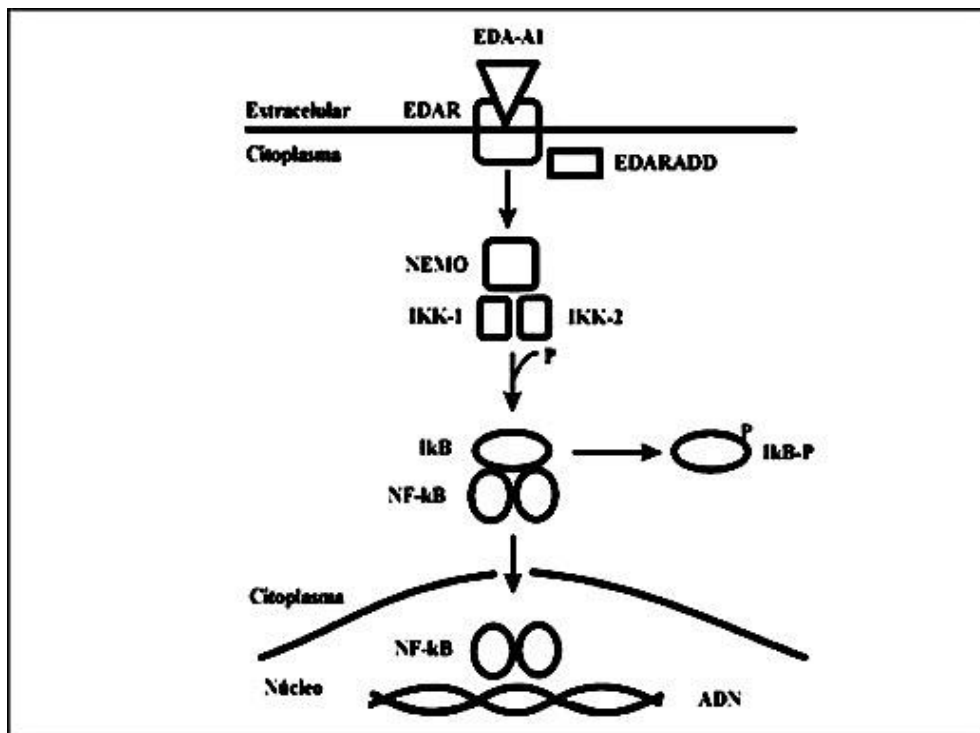 EDA-A1
EDAR
Extracelular
Citoplasma
EDARADD
NEMO
IKK-1
IKK-2
P
IkB
P
IkB-P
NF-kB
Citoplasma
NF-kB
Núcleo
ADN